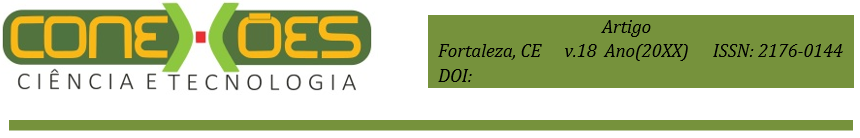 CONEXÕES
CIÊNCIA E TECNOLOGIA
Artigo
Fortaleza, CE v.18 Ano(20XX) ISSN: 2176-0144
DOI: